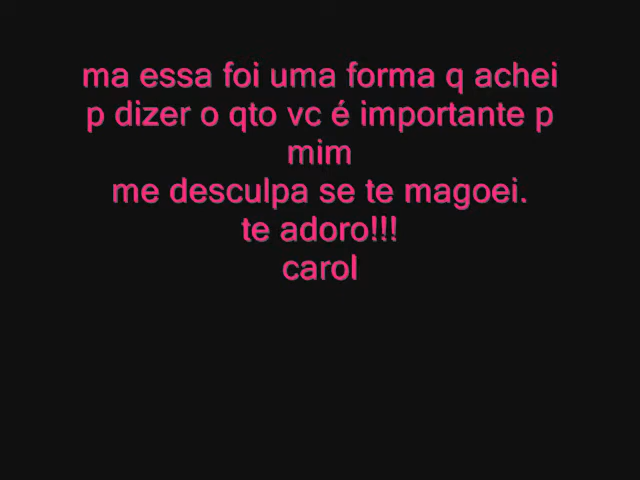 ma essa foi uma forma q achei
p dizer o qto vc é importante p
mim
me desculpa se te magoei.
te adoro!!!
carol